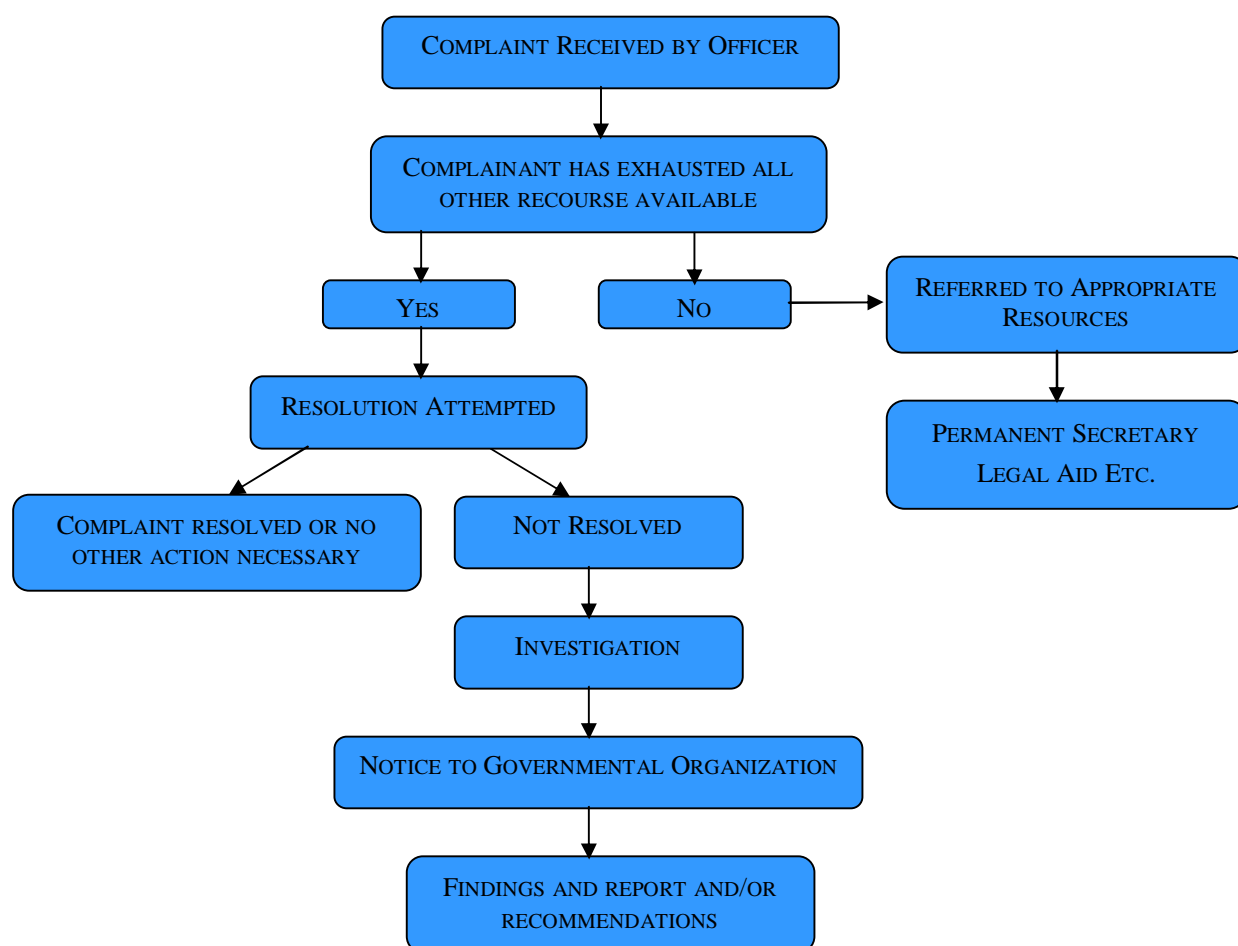 Complaint Received by Officer
Complainant has exhausted all
other recourse available
Yes
No
Referred to Appropriate
Resources
Resolution Attempted
Permanent Secretary
Legal Aid Etc.
Complaint resolved or no
other action necessary
Not Resolved
Investigation
Notice to Governmental Organization
Findings and report and/or
recommendations